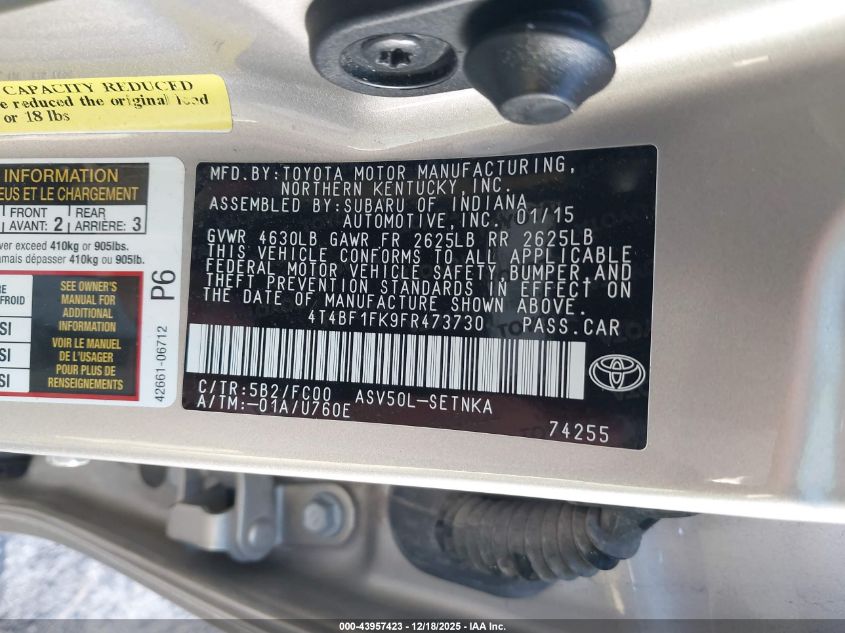 CAPACITY REDUCED
e reduced the original load
or 18 lbs
INFORMATION
EUS ET LE CHARGEMENT
FRONT
AVANT: 2
REAR
ARRIÈRE: 3
ver exceed 410kg or 905lbs.
amais dépasser 410kg ou 905lb.
RE
FROID
SI
SI
SI
SEE OWNER'S
MANUAL FOR
ADDITIONAL
INFORMATION
VOIR LE MANUEL
DE L'USAGER
POUR PLUS DE
RENSEIGNEMENTS
P6
42661-06712
MFD.BY:TOYOTA MOTOR MANUFACTURING,
NORTHERN KENTUCKY,INC.
ASSEMBLED BY:SUBARU OF INDIANA
AUTOMOTIVE,INC. 01/15
GVWR 4630LB GAWR FR 2625LB RR 2625LB
THIS VEHICLE CONFORMS TO ALL APPLICABLE
FEDERAL MOTOR VEHICLE SAFETY,BUMPER,AND
THEFT PREVENTION STANDARDS IN EFFECT ON
THE DATE OF MANUFACTURE SHOWN ABOVE.
4T4BF1FK9FR473730 PASS.CAR
C/TR:5B2/FC00 ASV50L-SETNKA
A/TM:-01A/U760E
74255
000-43957423 - 12/18/2025 - IAA Inc.